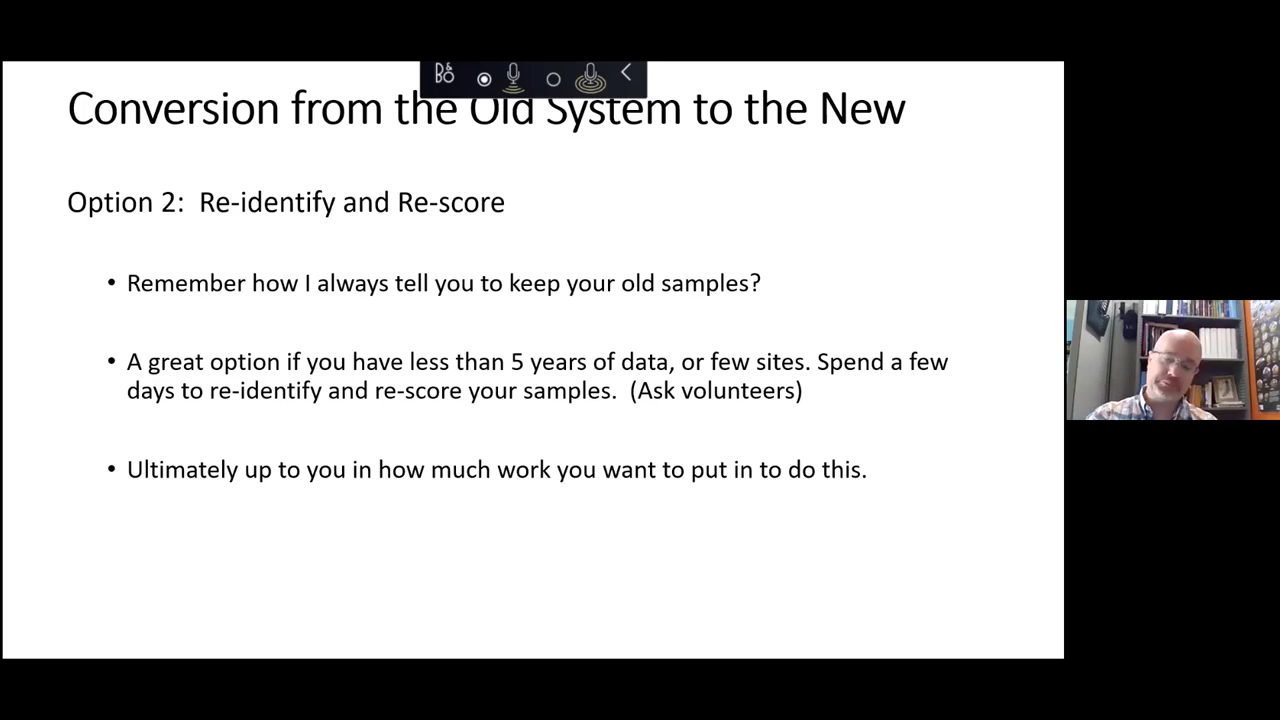 B&O
Conversion from the Old System to the New
Option 2: Re-identify and Re-score
• Remember how I always tell you to keep your old samples?
• A great option if you have less than 5 years of data, or few sites. Spend a few
days to re-identify and re-score your samples. (Ask volunteers)
• Ultimately up to you in how much work you want to put in to do this.